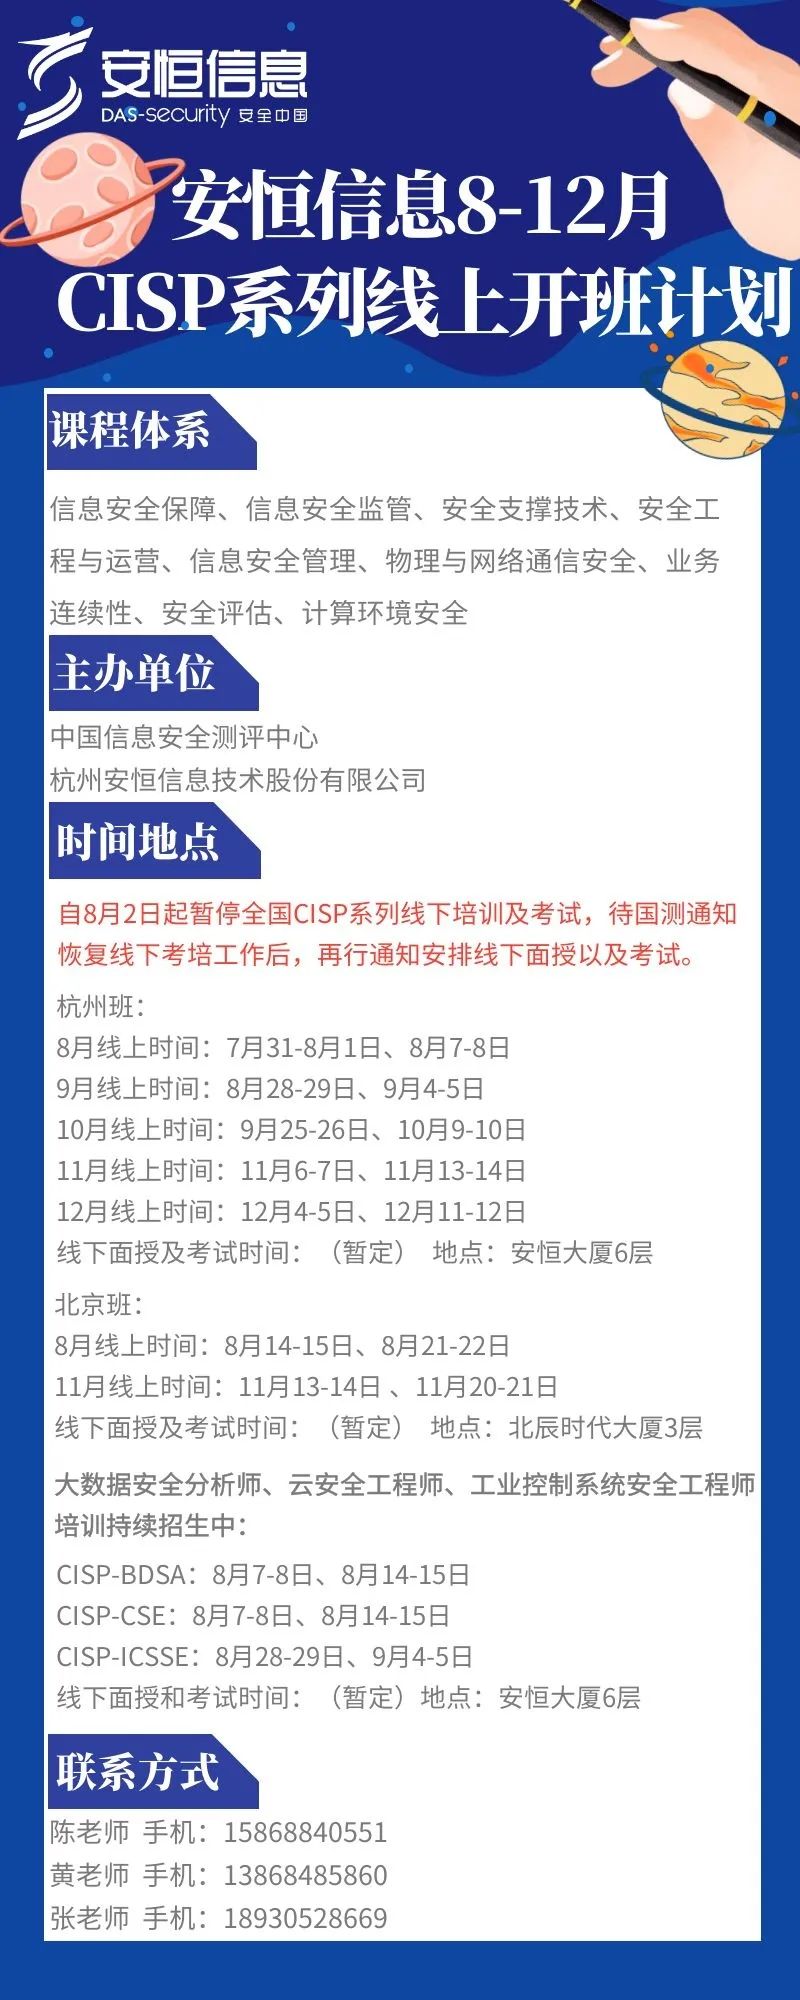 安恒信息
DAS-security 安全中国
安恒信息8-12月
CISP系列线上开班计划
课程体系
信息安全保障、信息安全监管、安全支撑技术、安全工
程与运营、信息安全管理、物理与网络通信安全、业务
连续性、安全评估、计算环境安全
主办单位
中国信息安全测评中心
杭州安恒信息技术股份有限公司
时间地点
自8月2日起暂停全国CISP系列线下培训及考试，待国测通知
恢复线下考培工作后，再行通知安排线下面授以及考试。
杭州班：
8月线上时间：7月31-8月1日、8月7-8日
9月线上时间：8月28-29日、9月4-5日
10月线上时间：9月25-26日、10月9-10日
11月线上时间：11月6-7日、11月13-14日
12月线上时间：12月4-5日、12月11-12日
线下面授及考试时间：（暂定） 地点：安恒大厦6层
北京班：
8月线上时间：8月14-15日、8月21-22日
11月线上时间：11月13-14日 、11月20-21日
线下面授及考试时间：（暂定） 地点：北辰时代大厦3层
大数据安全分析师、云安全工程师、工业控制系统安全工程师
培训持续招生中：
CISP-BDSA：8月7-8日、8月14-15日
CISP-CSE：8月7-8日、8月14-15日
CISP-ICSSE：8月28-29日、9月4-5日
线下面授和考试时间：（暂定）地点：安恒大厦6层
联系方式
陈老师 手机：15868840551
黄老师 手机：13868485860
张老师 手机：18930528669